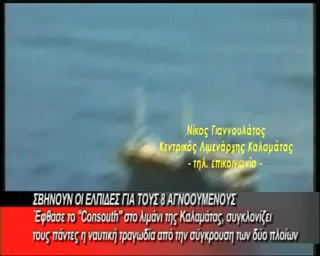 Νίκος Γιαννουλάτος
Κεντρικός Λιμενάρχης Καλαμάτας
- τηλ. επικοινωνία -
ΣΒΗΝΟΥΝ ΟΙ ΕΛΠΙΔΕΣ ΓΙΑ ΤΟΥΣ 8 ΑΓΝΟΟΥΜΕΝΟΥΣ
Έφθασε το "Consouth" στο λιμάνι της Καλαμάτας, συγκλονίζει
τους πάντες η ναυτική τραγωδία από την σύγκρουση των δύο πλοίων